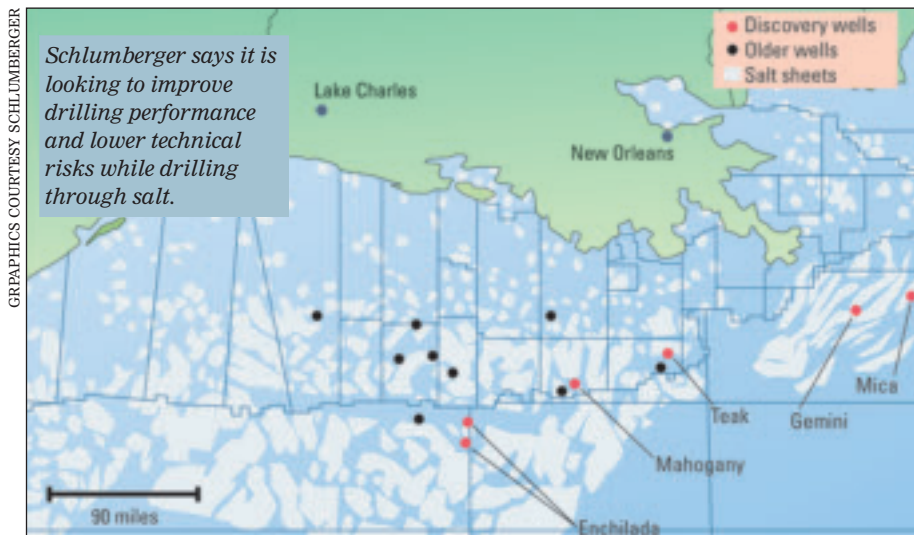 GRPAHICS COURTESY SCHLUMBERGER
Schlumberger says it is
looking to improve
drilling performance
and lower technical
risks while drilling
through salt.
Discovery wells
Older wells
Salt sheets
Lake Charles
New Orleans
Mica
Gemini
Teak
Mahogany
Enchilada
90 miles